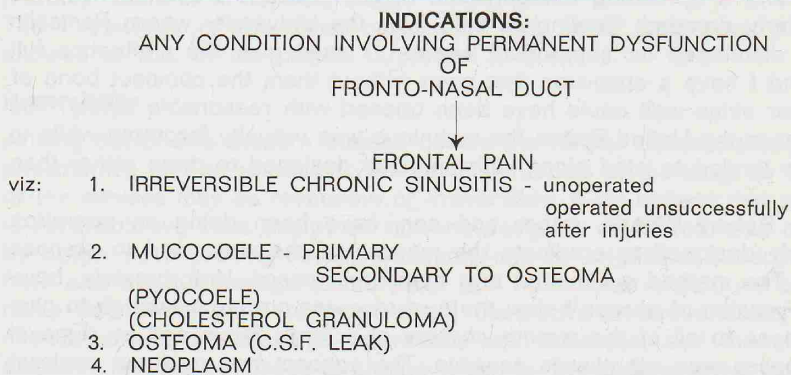 INDICATIONS:
ANY CONDITION INVOLVING PERMANENT DYSFUNCTION
OF
FRONTO-NASAL DUCT
FRONTAL PAIN
viz: 1. IRREVERSIBLE CHRONIC SINUSITIS - unoperated
operated unsuccessfully
after injuries
2. MUCOCOELE - PRIMARY
SECONDARY TO OSTEOMA
(PYOCOELE)
(CHOLESTEROL GRANULOMA)
3. OSTEOMA (C.S.F. LEAK)
4. NEOPLASM